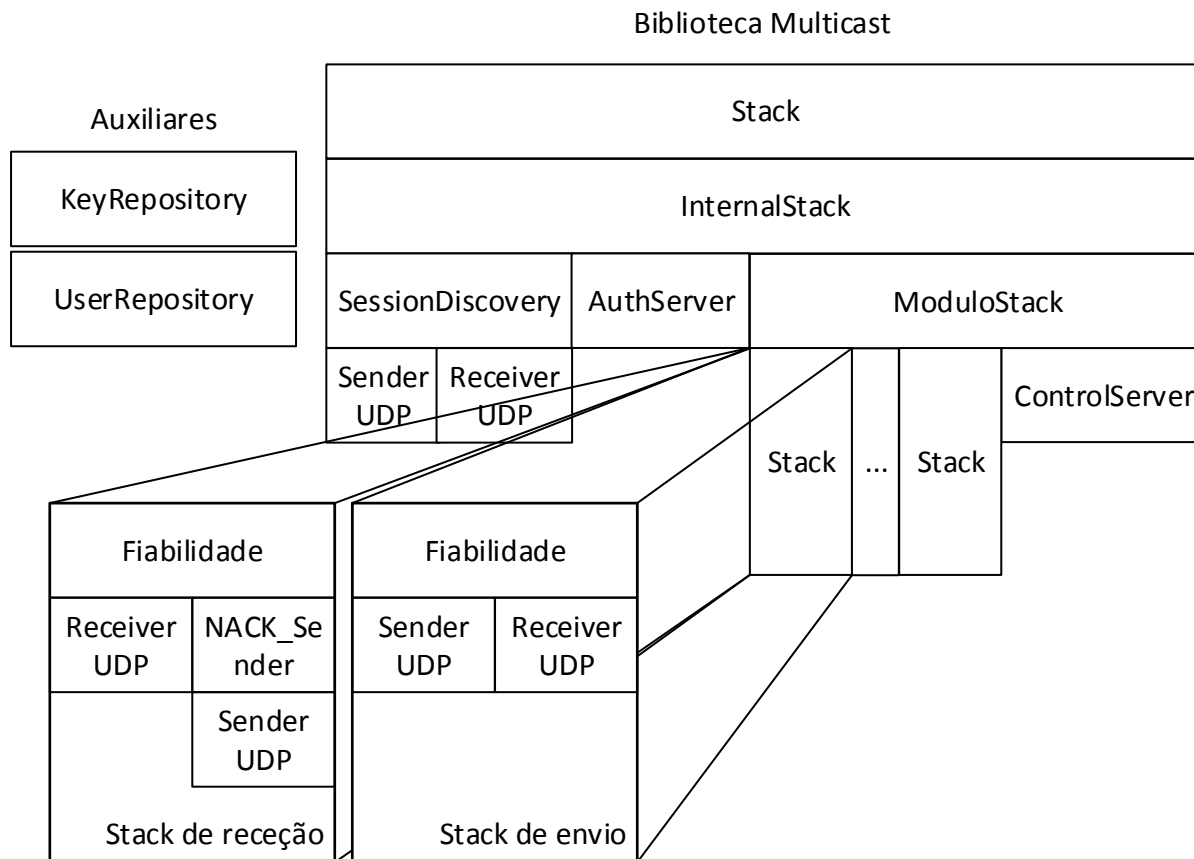 Biblioteca Multicast
Stack
Auxiliares
KeyRepository
InternalStack
UserRepository
SessionDiscovery
AuthServer
ModuloStack
Sender
UDP
Receiver
UDP
ControlServer
Stack
...
Stack
Fiabilidade
Fiabilidade
Receiver
UDP
NACK_Se
nder
Sender
UDP
Receiver
UDP
Sender
UDP
Stack de receção
Stack de envio